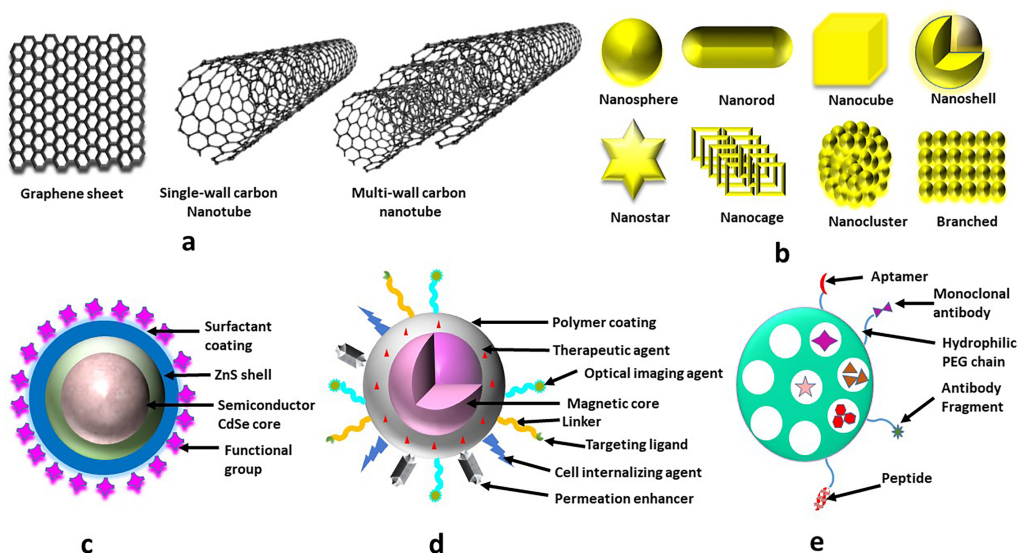 Graphene sheet
Single-wall carbon
Nanotube
Multi-wall carbon
nanotube
a
Nanosphere
Nanorod
Nanocube
Nanoshell
Nanostar
Nanocage
Nanocluster
Branched
b
Surfactant
coating
ZnS shell
Semiconductor
CdSe core
Functional
group
c
Polymer coating
Therapeutic agent
Optical imaging agent
Magnetic core
Linker
Targeting ligand
Cell internalizing agent
Permeation enhancer
d
Aptamer
Monoclonal
antibody
Hydrophilic
PEG chain
Antibody
Fragment
Peptide
e